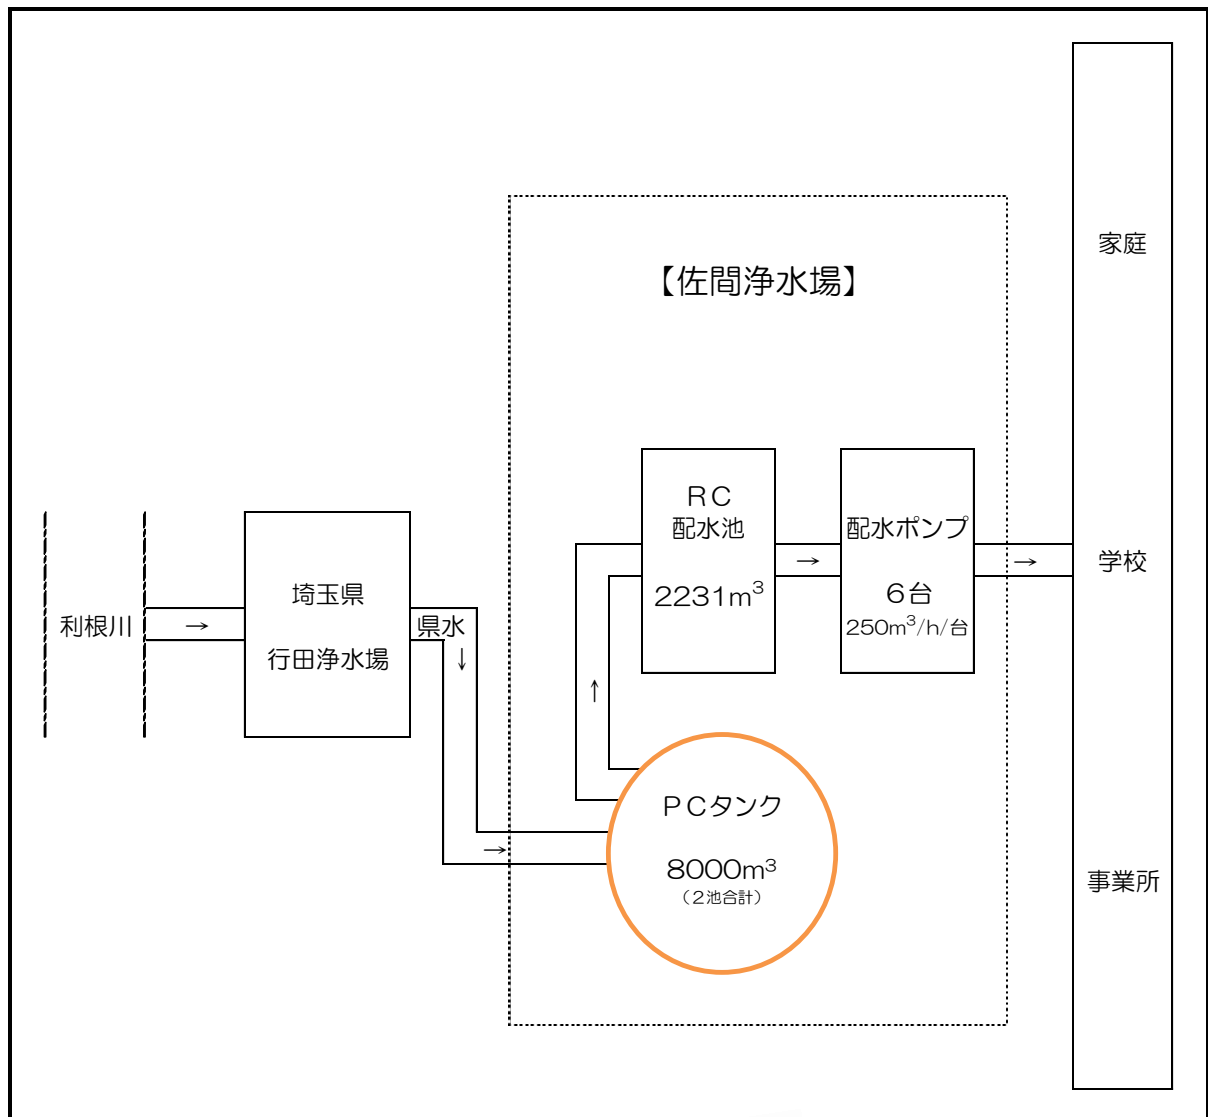 【佐間浄水場】
利根川
→
埼玉県
行田浄水場
県水
↓
→
PCタンク
8000m³
（2池合計）
↑
RC
配水池
2231m³
→
配水ポンプ
6台
250m³/h/台
→
家庭
学校
事業所